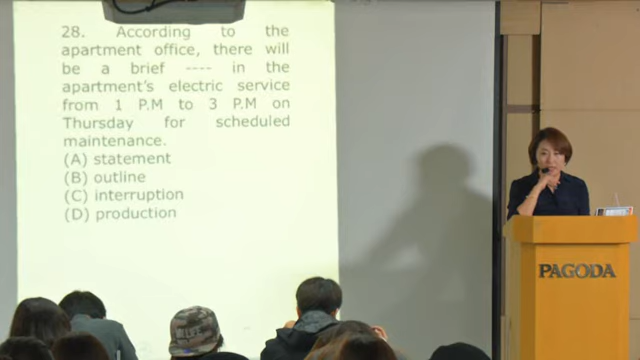 28. According to the
apartment office, there will
be a brief ---- in the
apartment's electric service
from 1 P.M to 3 P.M on
Thursday for scheduled
maintenance.
(A) statement
(B) outline
(C) interruption
(D) production
PAGODA